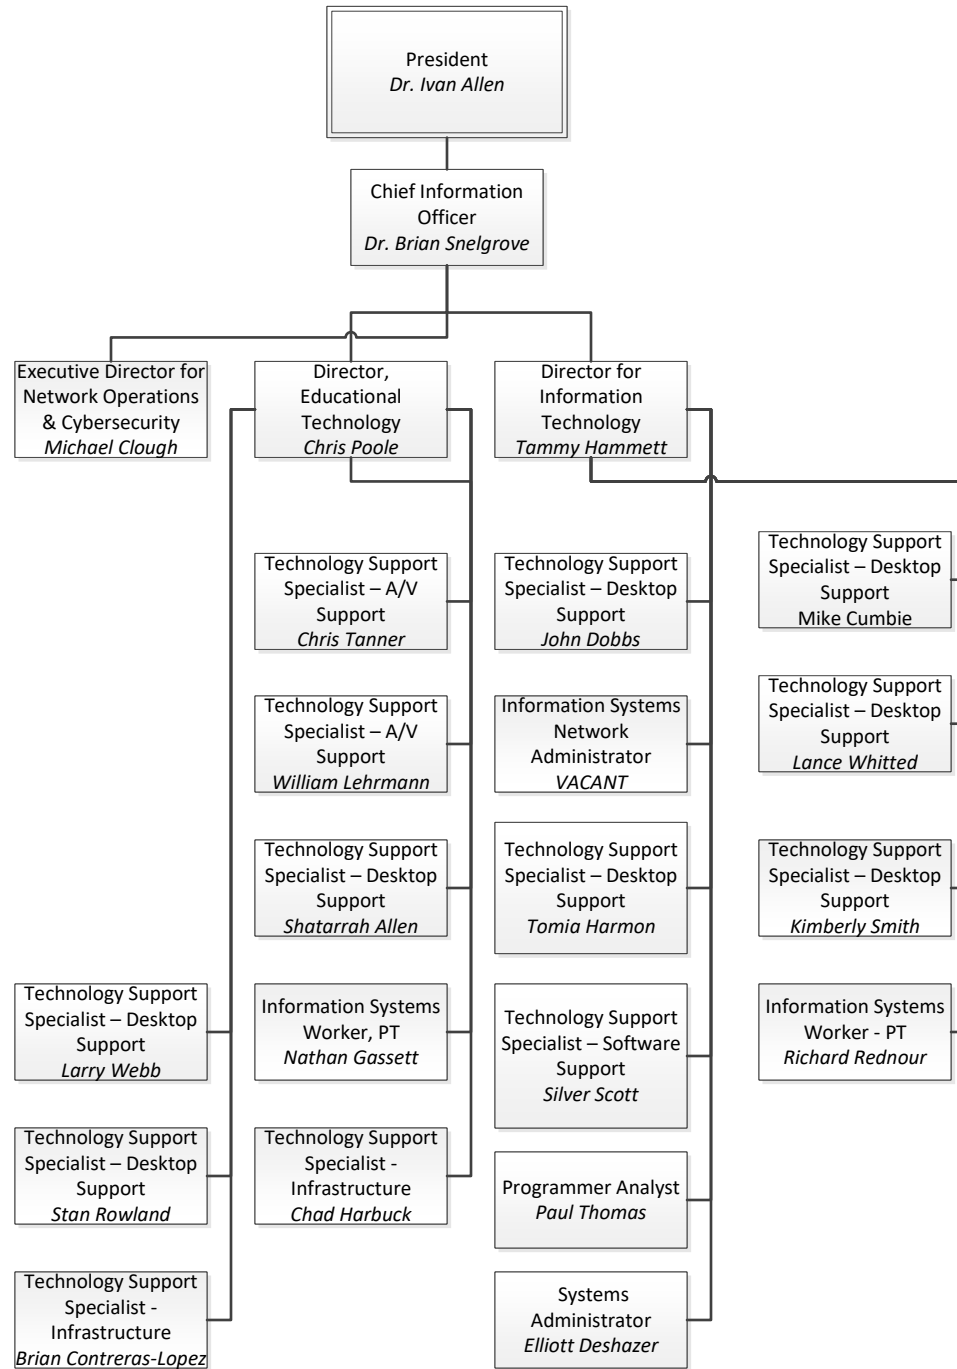 President
Dr. Ivan Allen
Chief Information
Officer
Dr. Brian Snelgrove
Executive Director for
Network Operations
& Cybersecurity
Michael Clough
Director,
Educational
Technology
Chris Poole
Director for
Information
Technology
Tammy Hammett
Technology Support
Specialist – A/V
Support
Chris Tanner
Technology Support
Specialist – Desktop
Support
John Dobbs
Technology Support
Specialist – Desktop
Support
Mike Cumbie
Technology Support
Specialist – A/V
Support
William Lehrmann
Information Systems
Network
Administrator
VACANT
Technology Support
Specialist – Desktop
Support
Lance Whitted
Technology Support
Specialist – Desktop
Support
Shatarrah Allen
Technology Support
Specialist – Desktop
Support
Tomia Harmon
Technology Support
Specialist – Desktop
Support
Kimberly Smith
Technology Support
Specialist – Desktop
Support
Larry Webb
Information Systems
Worker, PT
Nathan Gassett
Technology Support
Specialist – Software
Support
Silver Scott
Information Systems
Worker - PT
Richard Rednour
Technology Support
Specialist – Desktop
Support
Stan Rowland
Technology Support
Specialist -
Infrastructure
Chad Harbuck
Programmer Analyst
Paul Thomas
Technology Support
Specialist -
Infrastructure
Brian Contreras-Lopez
Systems
Administrator
Elliott Deshazer